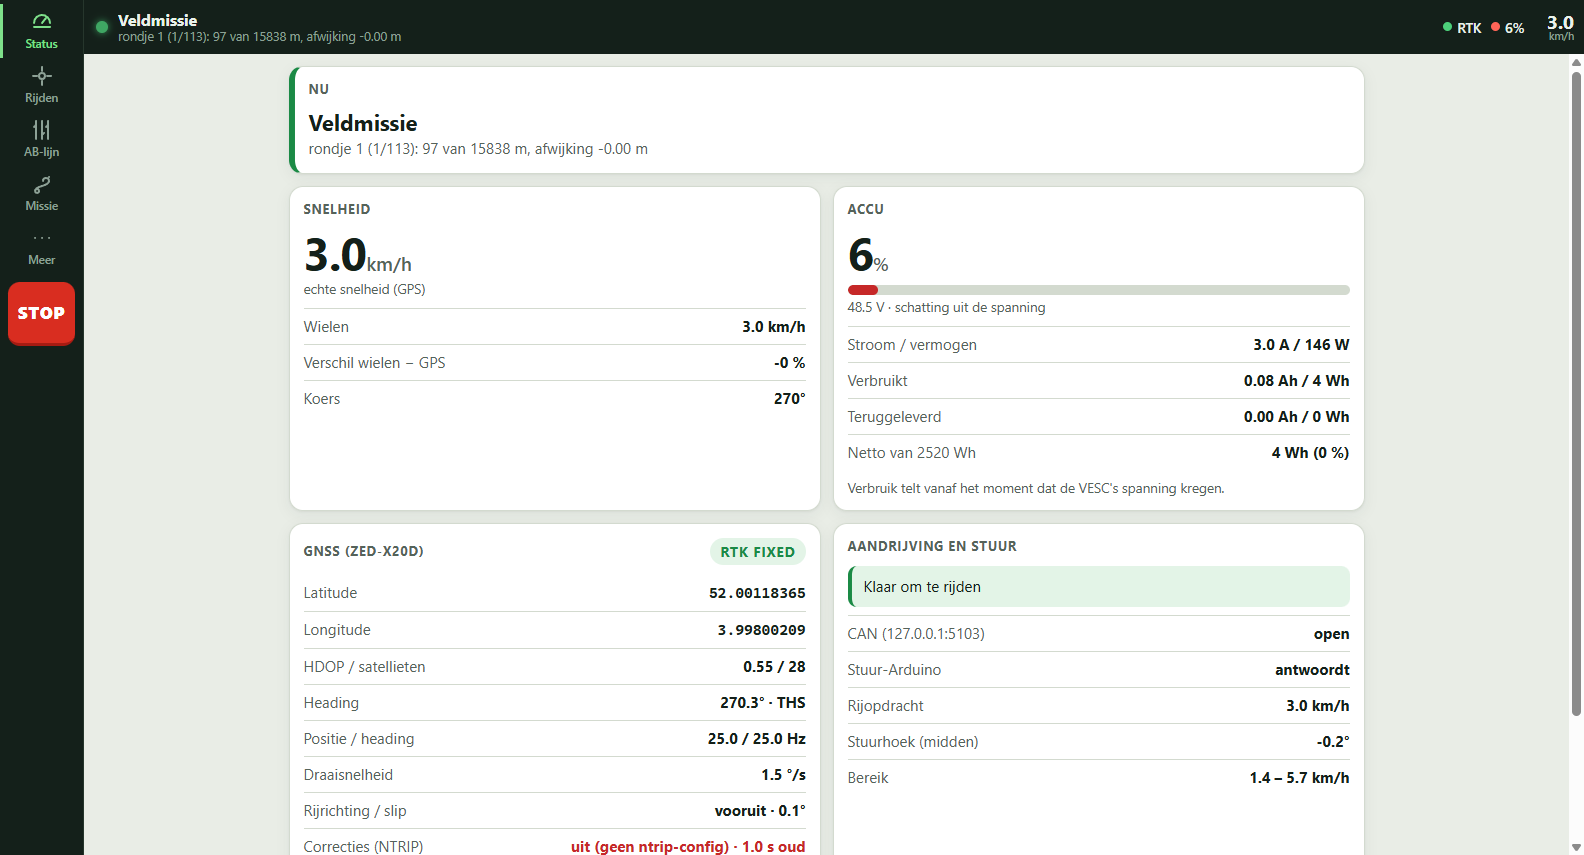 Status
Rijden
AB-lijn
Missie
...
Meer
STOP
Veldmissie
rondje 1 (1/113): 97 van 15838 m, afwijking -0.00 m
RTK
6%
3.0
km/h
NU
Veldmissie
rondje 1 (1/113): 97 van 15838 m, afwijking -0.00 m
SNELHEID
3.0km/h
echte snelheid (GPS)
Wielen 3.0 km/h
Verschil wielen – GPS -0 %
Koers 270°
ACCU
6%
48.5 V · schatting uit de spanning
Stroom / vermogen 3.0 A / 146 W
Verbruikt 0.08 Ah / 4 Wh
Teruggeleverd 0.00 Ah / 0 Wh
Netto van 2520 Wh 4 Wh (0 %)
Verbruik telt vanaf het moment dat de VESC's spanning kregen.
GNSS (ZED-X20D) RTK FIXED
Latitude 52.00118365
Longitude 3.99800209
HDOP / satellieten 0.55 / 28
Heading 270.3° · THS
Positie / heading 25.0 / 25.0 Hz
Draaisnelheid 1.5 °/s
Rijrichting / slip vooruit · 0.1°
Correcties (NTRIP) uit (geen ntrip-config) · 1.0 s oud
AANDRIJVING EN STUUR
Klaar om te rijden
CAN (127.0.0.1:5103) open
Stuur-Arduino antwoordt
Rijopdracht 3.0 km/h
Stuurhoek (midden) -0.2°
Bereik 1.4 – 5.7 km/h